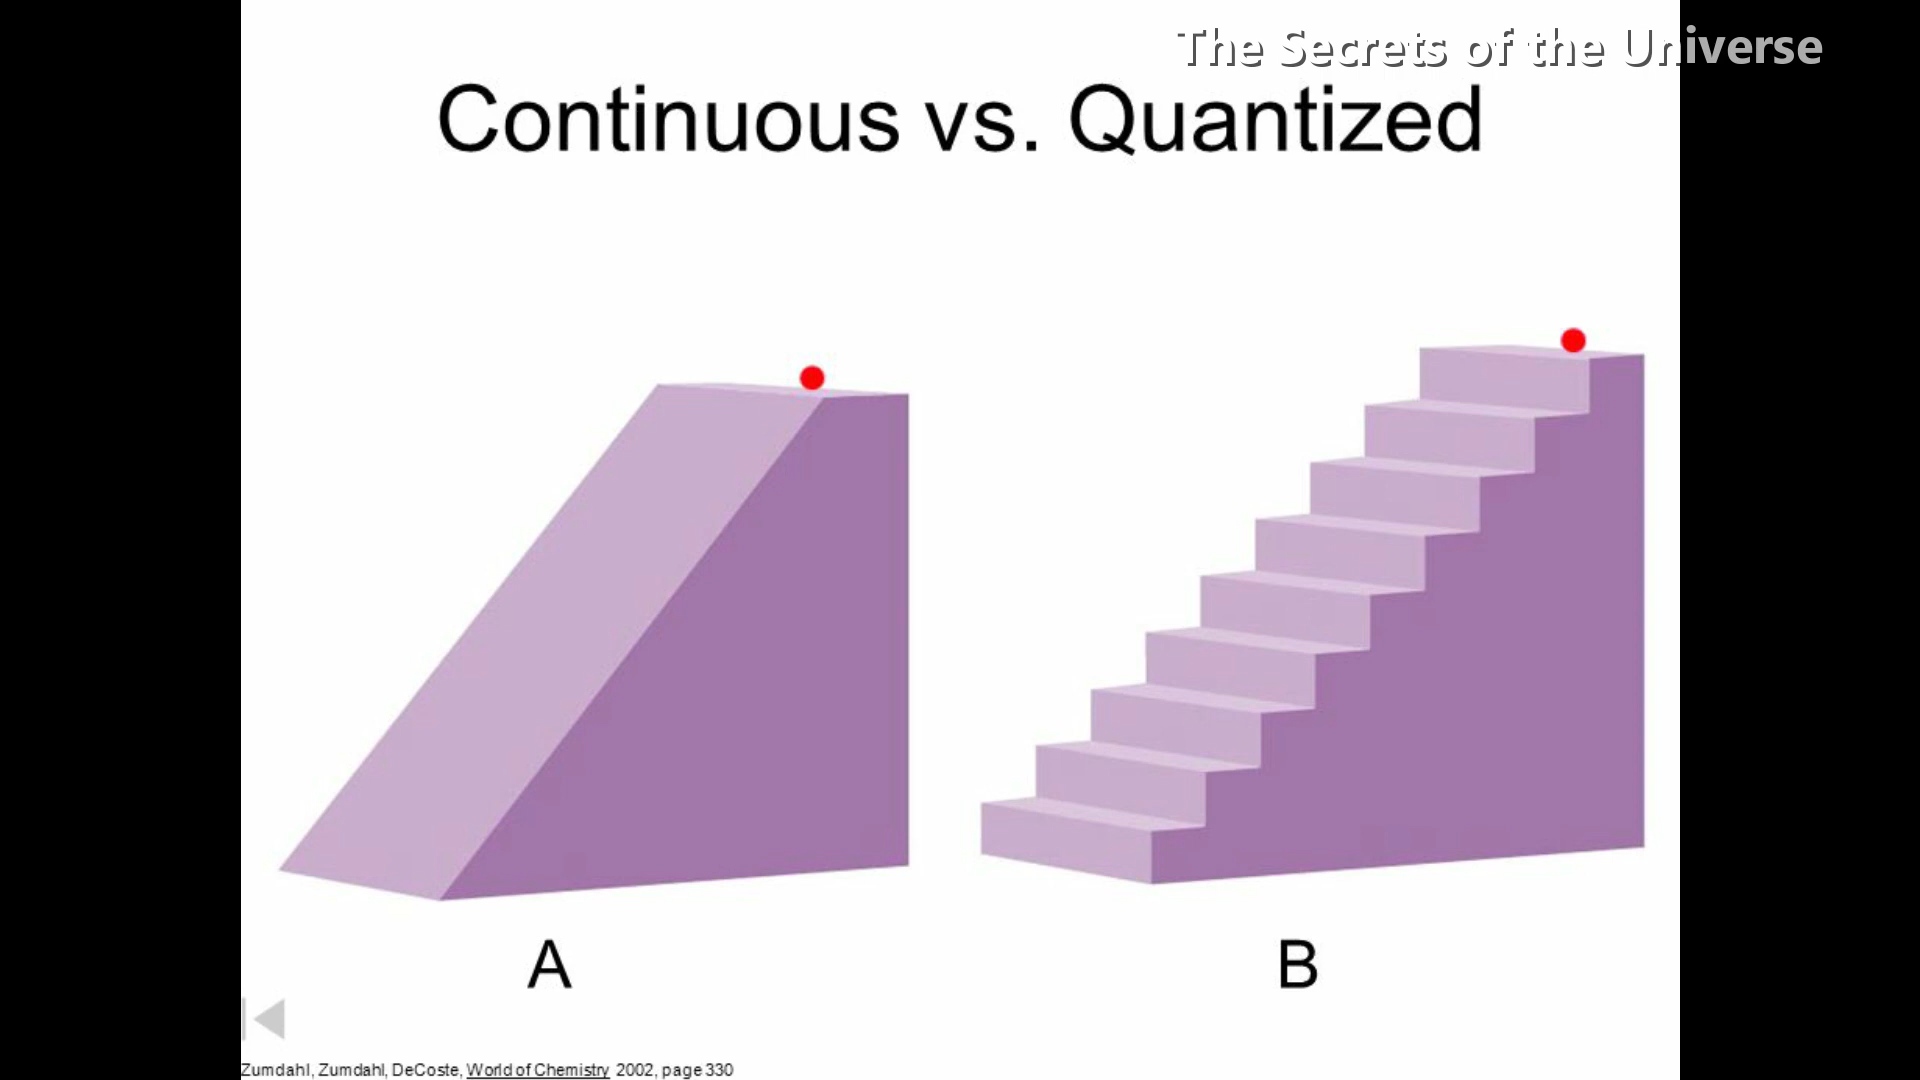 The Secrets of the Universe
Continuous vs. Quantized
A
B
Zumdahl, Zumdahl, DeCoste, World of Chemistry 2002, page 330